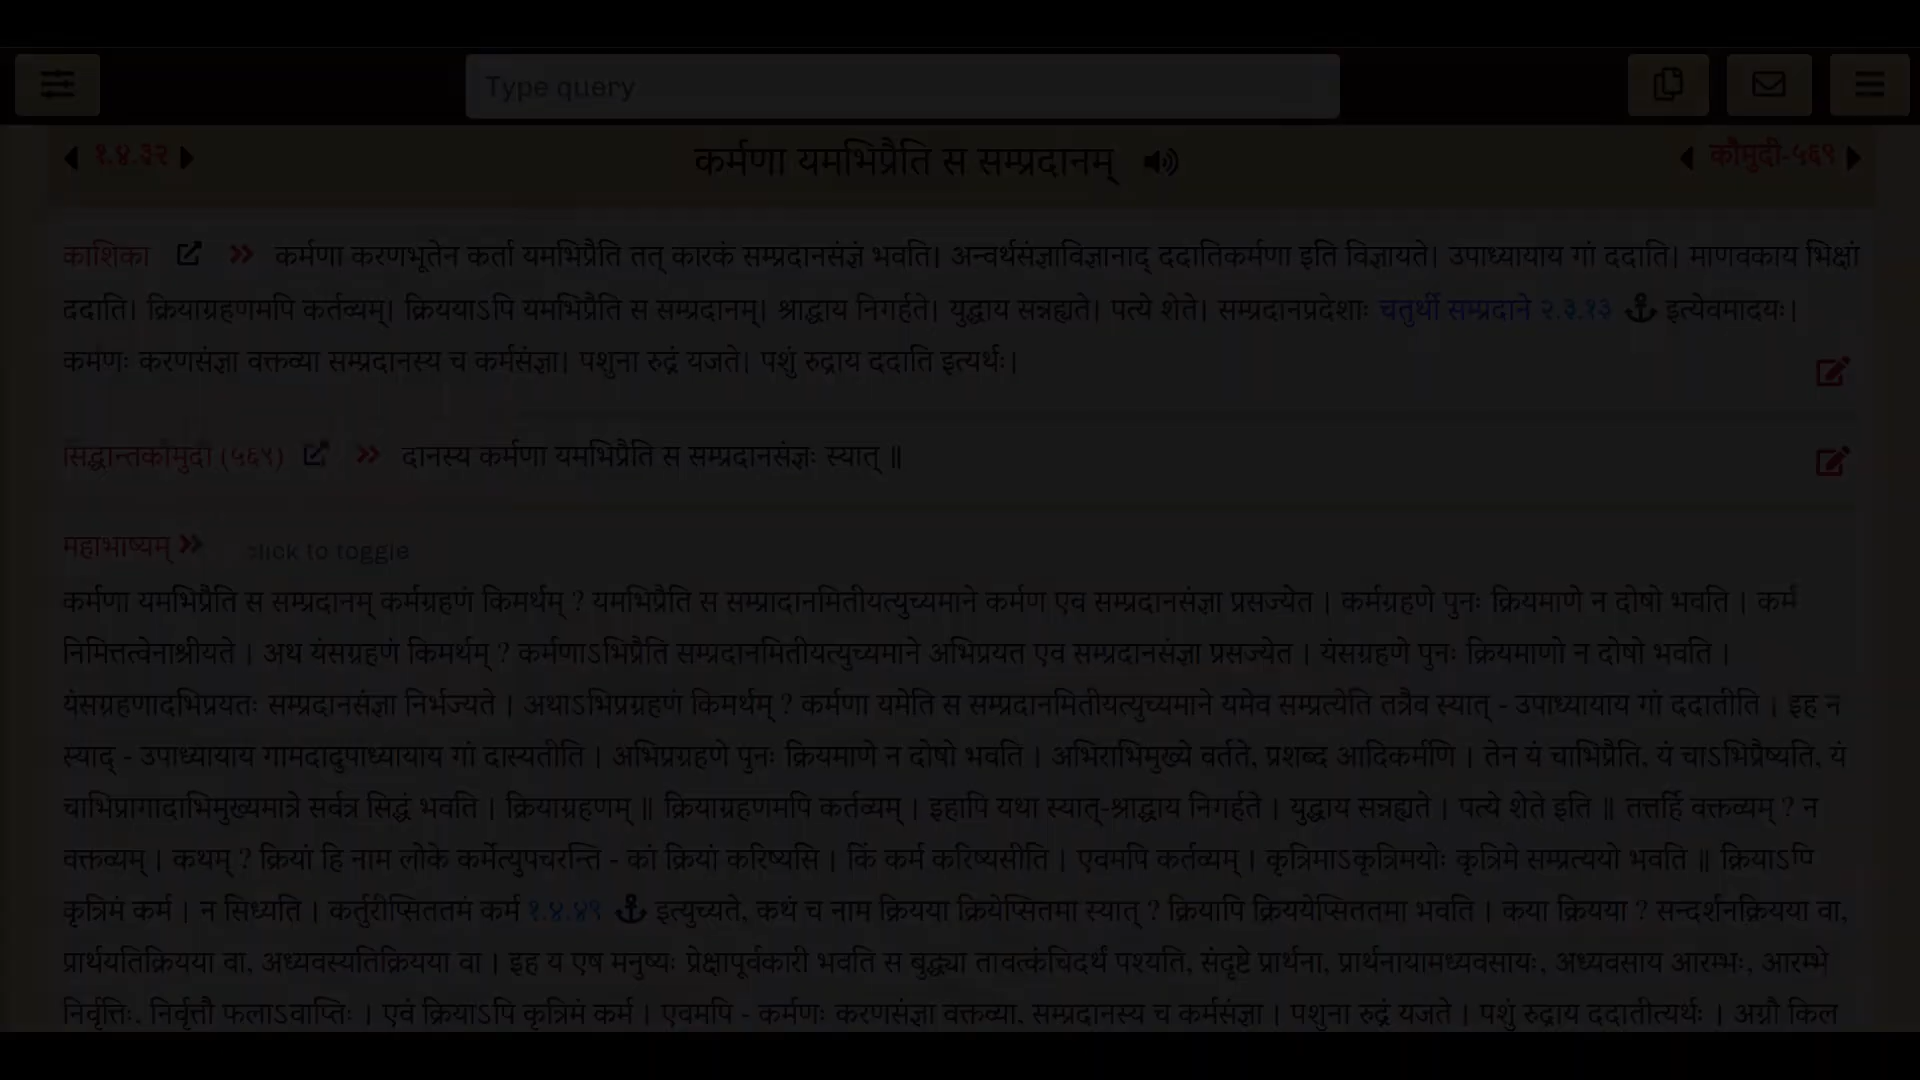 Type query
१.४.३२ कर्मणा यमभिप्रैति स सम्प्रदानम् कौमुदी-५६९
काशिका कर्मणा करणभूतेन कर्ता यमभिप्रैति तत् कारकं सम्प्रदानसंज्ञं भवति। अन्वर्थसंज्ञाविज्ञानाद् ददातिकर्मणा इति विज्ञायते। उपाध्यायाय गां ददाति। माणवकाय भिक्षां
ददाति। क्रियाग्रहणमपि कर्तव्यम्। क्रिययाऽपि यमभिप्रैति स सम्प्रदानम्। श्राद्धाय निगर्हते। युद्धाय सन्नह्यते। पत्ये शेते। सम्प्रदानप्रदेशाः चतुर्थी सम्प्रदाने २.३.१३ इत्येवमादयः।
कर्मणः करणसंज्ञा वक्तव्या सम्प्रदानस्य च कर्मसंज्ञा। पशुना रुद्रं यजते। पशुं रुद्राय ददाति इत्यर्थः।
सिद्धान्तकौमुदी (५६९) दानस्य कर्मणा यमभिप्रैति स सम्प्रदानसंज्ञः स्यात् ॥
महाभाष्यम् click to toggle
कर्मणा यमभिप्रैति स सम्प्रदानम् कर्मग्रहणं किमर्थम् ? यमभिप्रैति स सम्प्रादानमितीयत्युच्यमाने कर्मण एव सम्प्रदानसंज्ञा प्रसज्येत । कर्मग्रहणे पुनः क्रियमाणे न दोषो भवति । कर्म
निमित्तत्वेनाश्रीयते । अथ यंसग्रहणं किमर्थम् ? कर्मणाऽभिप्रैति सम्प्रदानमितीयत्युच्यमाने अभिप्रयत एव सम्प्रदानसंज्ञा प्रसज्येत । यंसग्रहणे पुनः क्रियमाणो न दोषो भवति ।
यंसग्रहणादभिप्रयतः सम्प्रदानसंज्ञा निर्भज्यते । अथाऽभिप्रग्रहणं किमर्थम् ? कर्मणा यमेति स सम्प्रदानमितीयत्युच्यमाने यमेव सम्प्रत्येति तत्रैव स्यात् - उपाध्यायाय गां ददातीति । इह न
स्याद् - उपाध्यायाय गामदादुपाध्यायाय गां दास्यतीति । अभिप्रग्रहणे पुनः क्रियमाणे न दोषो भवति । अभिराभिमुख्ये वर्तते, प्रशब्द आदिकर्मणि । तेन यं चाभिप्रैति, यं चाऽभिप्रैष्यति, यं
चाभिप्रागादाभिमुख्यमात्रे सर्वत्र सिद्धं भवति । क्रियाग्रहणम् ॥ क्रियाग्रहणमपि कर्तव्यम् । इहापि यथा स्यात्-श्राद्धाय निगर्हते । युद्धाय सन्नह्यते । पत्ये शेते इति ॥ तत्तर्हि वक्तव्यम् ? न
वक्तव्यम् । कथम् ? क्रियां हि नाम लोके कर्मेत्युपचरन्ति - कां क्रियां करिष्यसि । किं कर्म करिष्यसीति । एवमपि कर्तव्यम् । कृत्रिमाऽकृत्रिमयोः कृत्रिमे सम्प्रत्ययो भवति ॥ क्रियाऽपि
कृत्रिमं कर्म । न सिध्यति । कर्तुरीप्सिततमं कर्म १.४.४९ इत्युच्यते, कथं च नाम क्रियया क्रियेप्सिततमा स्यात् ? क्रियापि क्रिययेप्सिततमा भवति । कया क्रियया ? सन्दर्शनक्रियया वा,
प्रार्थयतिक्रियया वा, अध्यवस्यतिक्रियया वा । इह य एष मनुष्यः प्रेक्षापूर्वकारी भवति स बुद्ध्या तावत्कंचिदर्थं पश्यति, संदृष्टे प्रार्थना, प्रार्थनायामध्यवसायः, अध्यवसाय आरम्भः, आरम्भे
निर्वृत्तिः, निर्वृत्तौ फलाऽवाप्तिः । एवं क्रियाऽपि कृत्रिमं कर्म । एवमपि - कर्मणः करणसंज्ञा वक्तव्या, सम्प्रदानस्य च कर्मसंज्ञा । पशुना रुद्रं यजते । पशुं रुद्राय ददातीत्यर्थः । अग्नौ किल